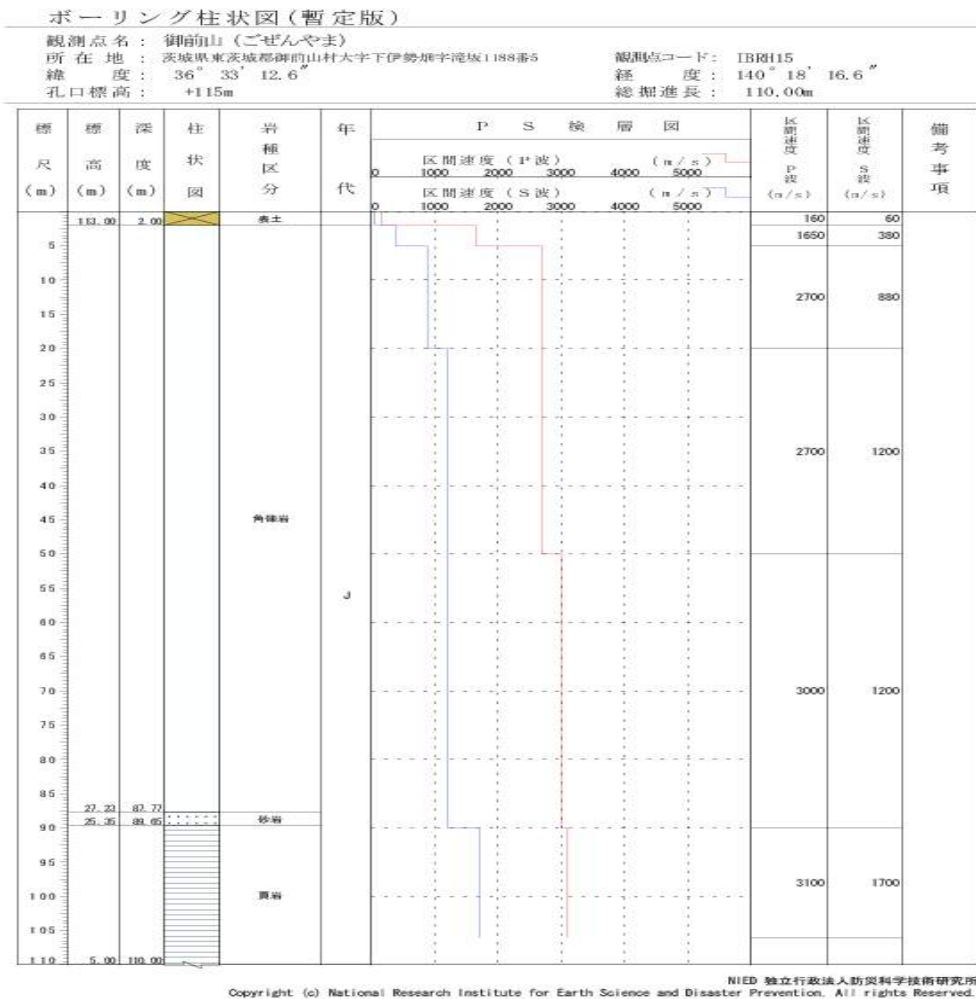 ボーリング柱状図(暫定版)
観測点名： 御前山 (ごぜんやま)
所在地： 茨城県東茨城郡御前山村大字下伊勢畑字滝坂1188番5 観測点コード： IBRH15
緯度： 36° 33' 12.6" 経度： 140° 18' 16.6"
孔口標高： +115m 総掘進長： 110.00m
標尺(m) 標高(m) 深度(m) 柱状図 岩種区分 年代 PS検層図 区間速度 P波 (m/s) 区間速度 S波 (m/s) 備考事項
区間速度 (P波) (m/s)
0 1000 2000 3000 4000 5000
区間速度 (S波) (m/s)
0 1000 2000 3000 4000 5000
113.00 2.00 表土 160 60
1650 380
5
10
2700 880
15
20
25
30
35 2700 1200
40
45 角礫岩
50
55
J
60
65
70 3000 1200
75
80
85
27.23 87.77
25.35 89.65 砂岩
90
95
3100 1700
100 頁岩
105
110 5.00 110.00
NIED 独立行政法人防災科学技術研究所
Copyright (c) National Research Institute for Earth Science and Disaster Prevention. All rights Reserved